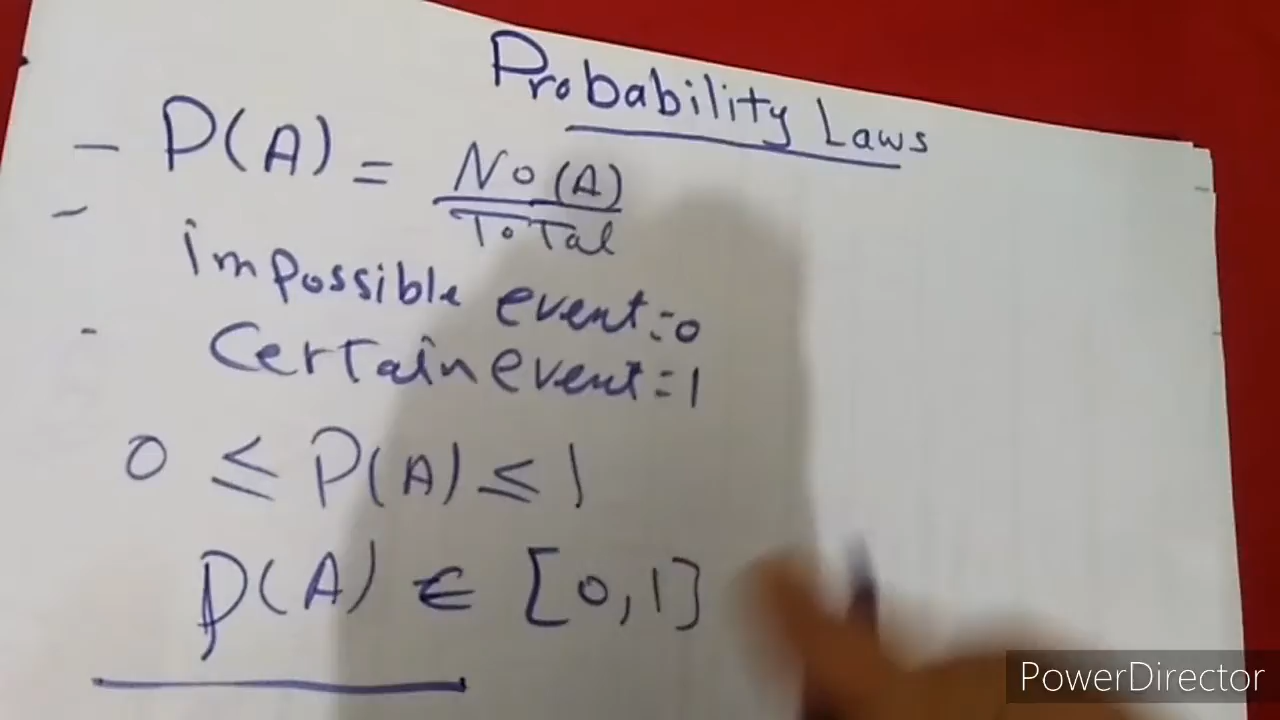 Probability Laws
- P(A) = No(A) / Total
- impossible event = 0
- Certain event = 1
0 ≤ P(A) ≤ 1
P(A) ∈ [0,1]
PowerDirector